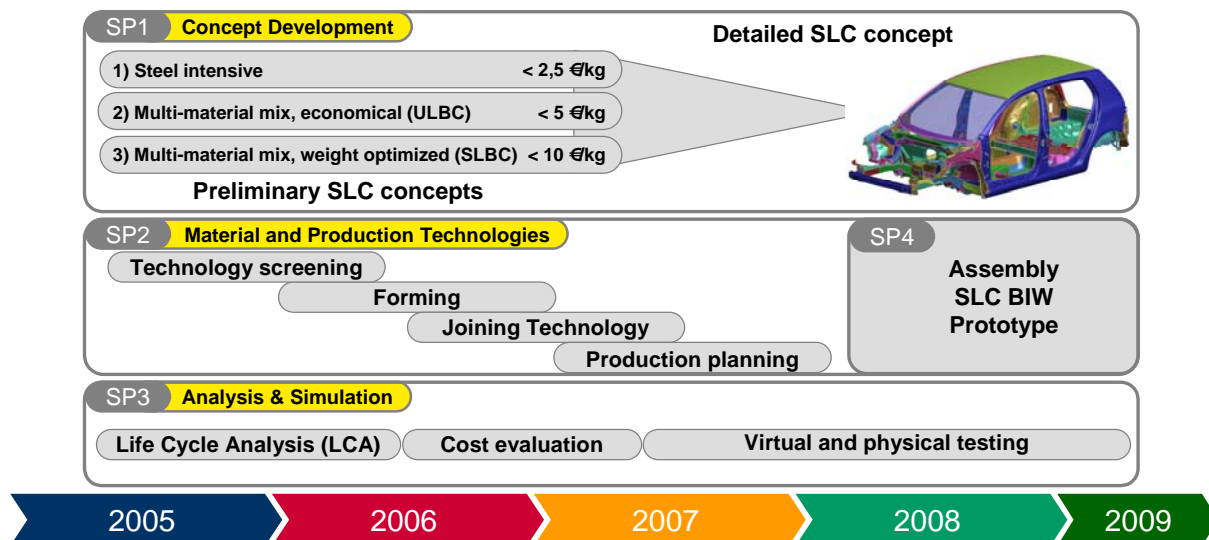 SP1 Concept Development
Detailed SLC concept
1) Steel intensive < 2,5 €/kg
2) Multi-material mix, economical (ULBC) < 5 €/kg
3) Multi-material mix, weight optimized (SLBC) < 10 €/kg
Preliminary SLC concepts
SP2 Material and Production Technologies
Technology screening
Forming
Joining Technology
Production planning
SP4
Assembly
SLC BIW
Prototype
SP3 Analysis & Simulation
Life Cycle Analysis (LCA) Cost evaluation Virtual and physical testing
2005 2006 2007 2008 2009